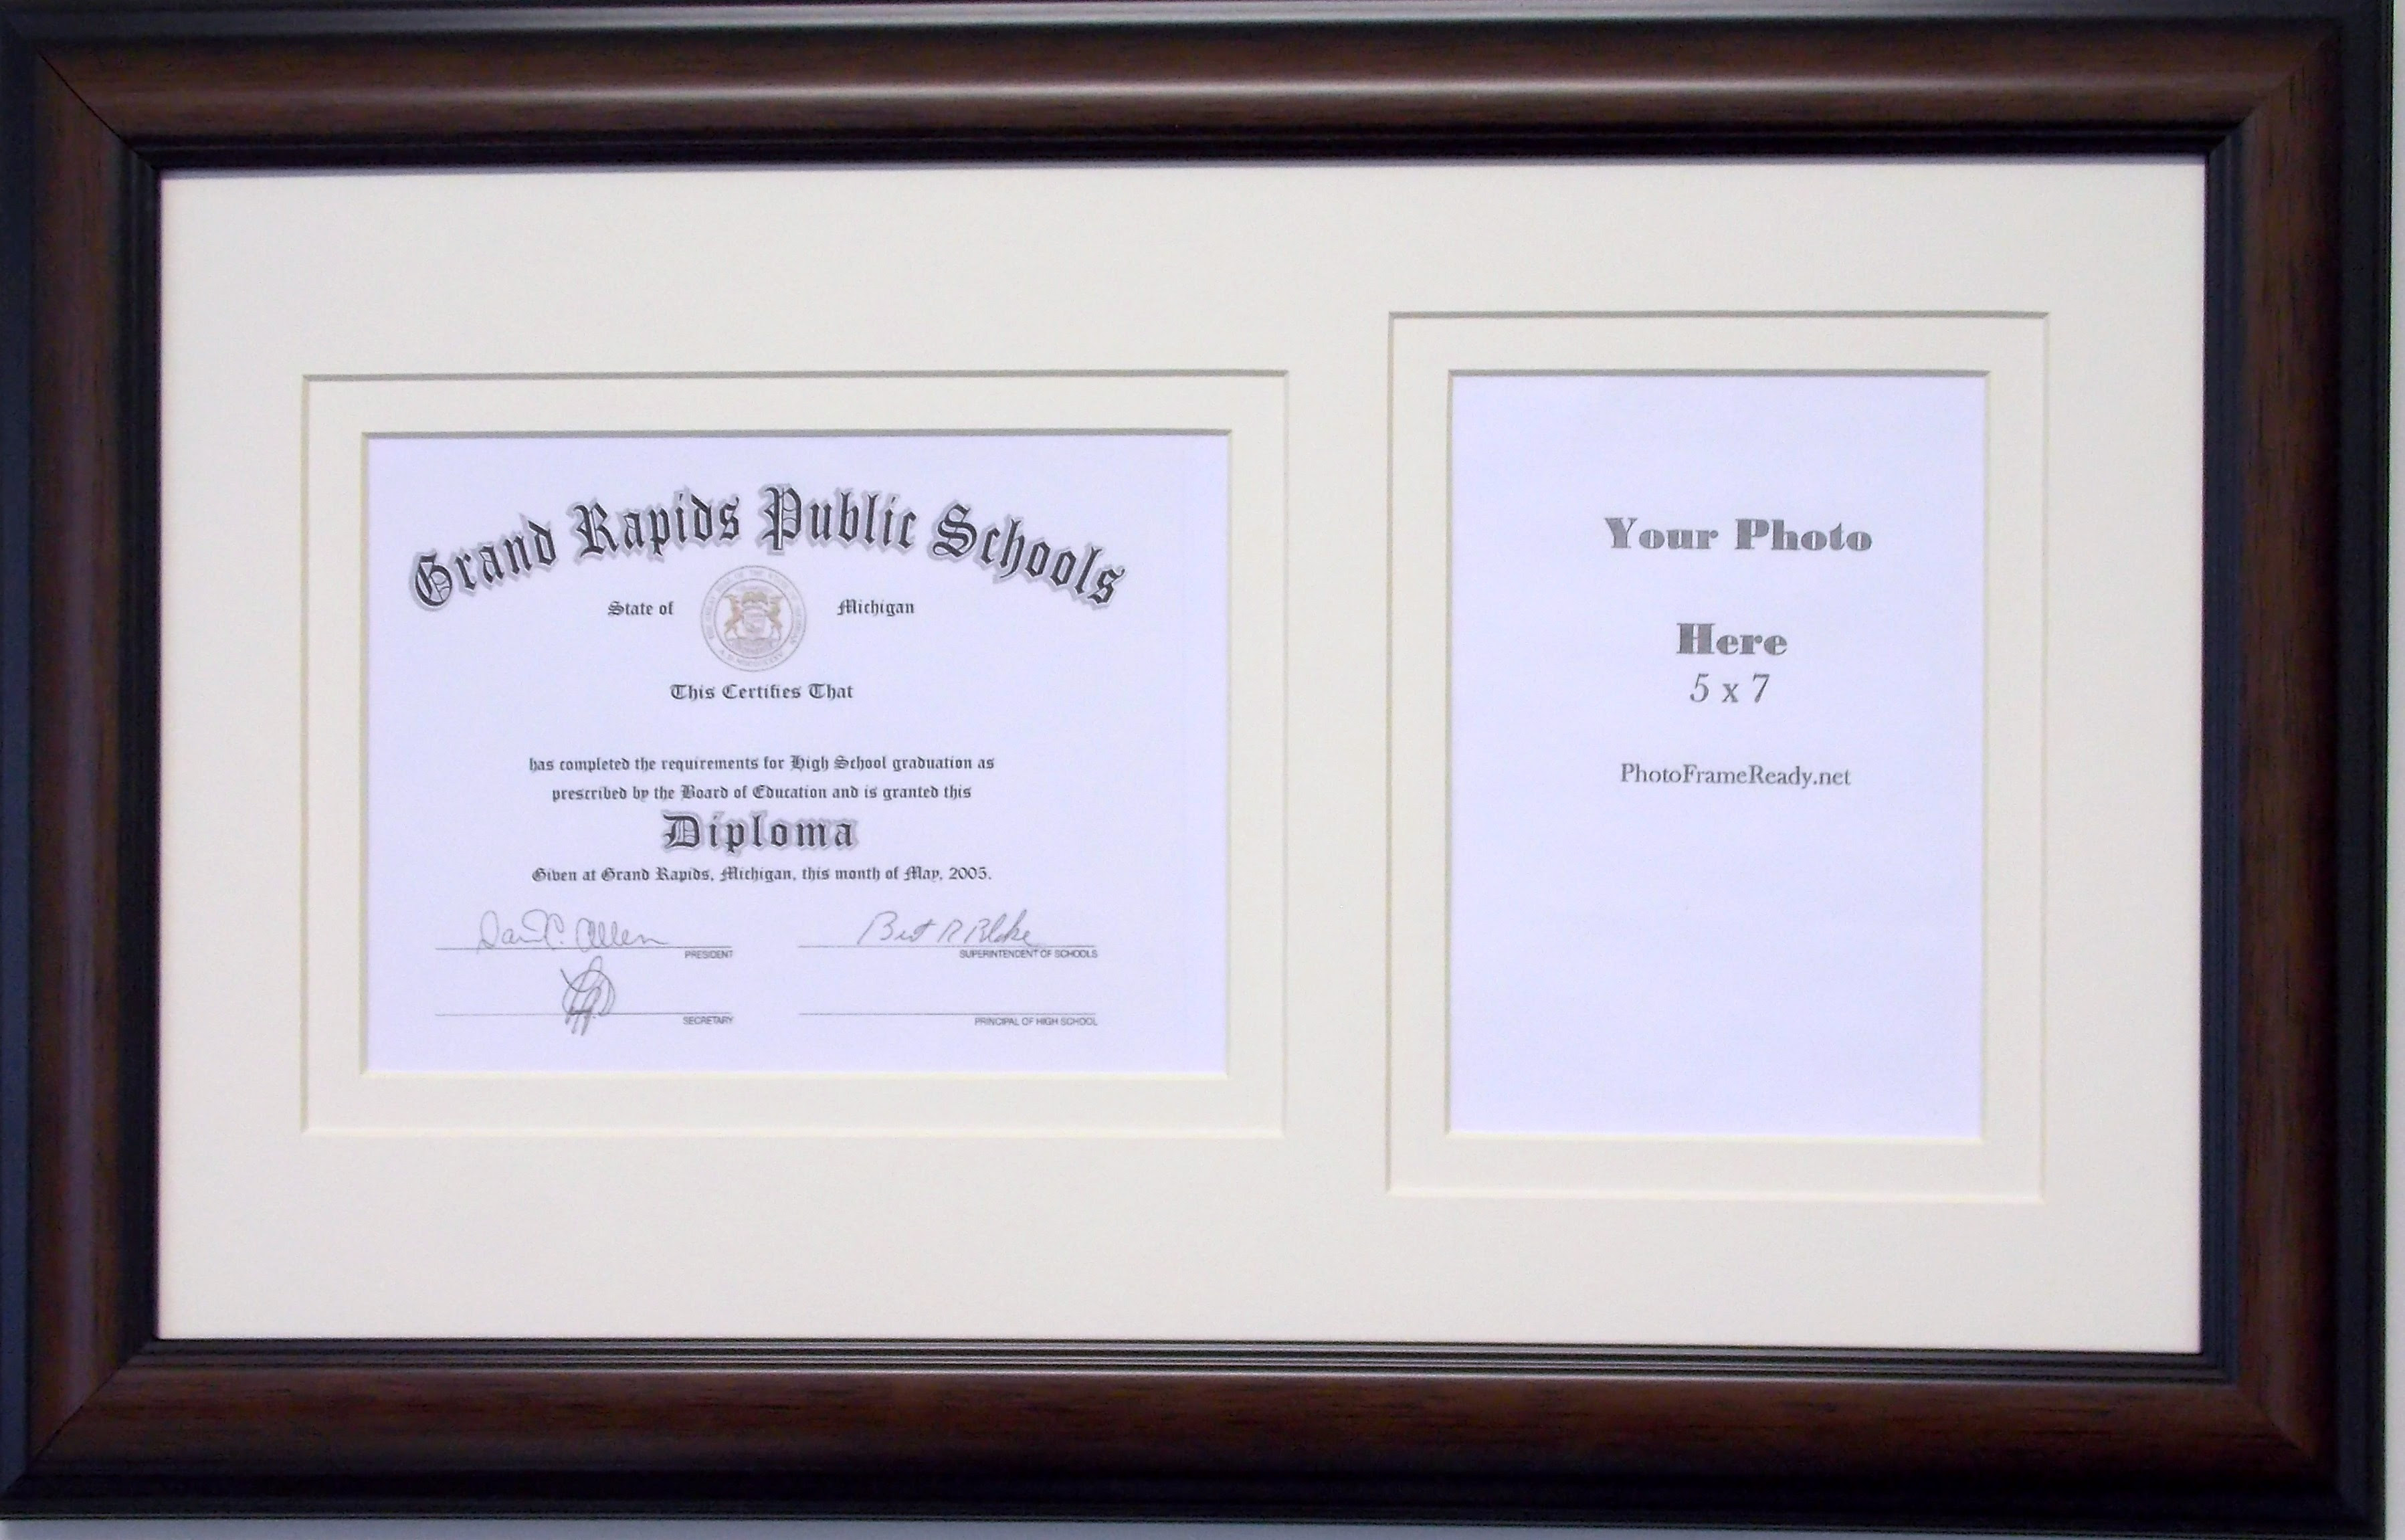 Grand Rapids Public Schools
State of Michigan
This Certifies That
has completed the requirements for High School graduation as
prescribed by the Board of Education and is granted this
Diploma
Given at Grand Rapids, Michigan, this month of May, 2005.
PRESIDENT
Bert R Bleke
SUPERINTENDENT OF SCHOOLS
SECRETARY
PRINCIPAL OF HIGH SCHOOL
Your Photo
Here
5 x 7
PhotoFrameReady.net